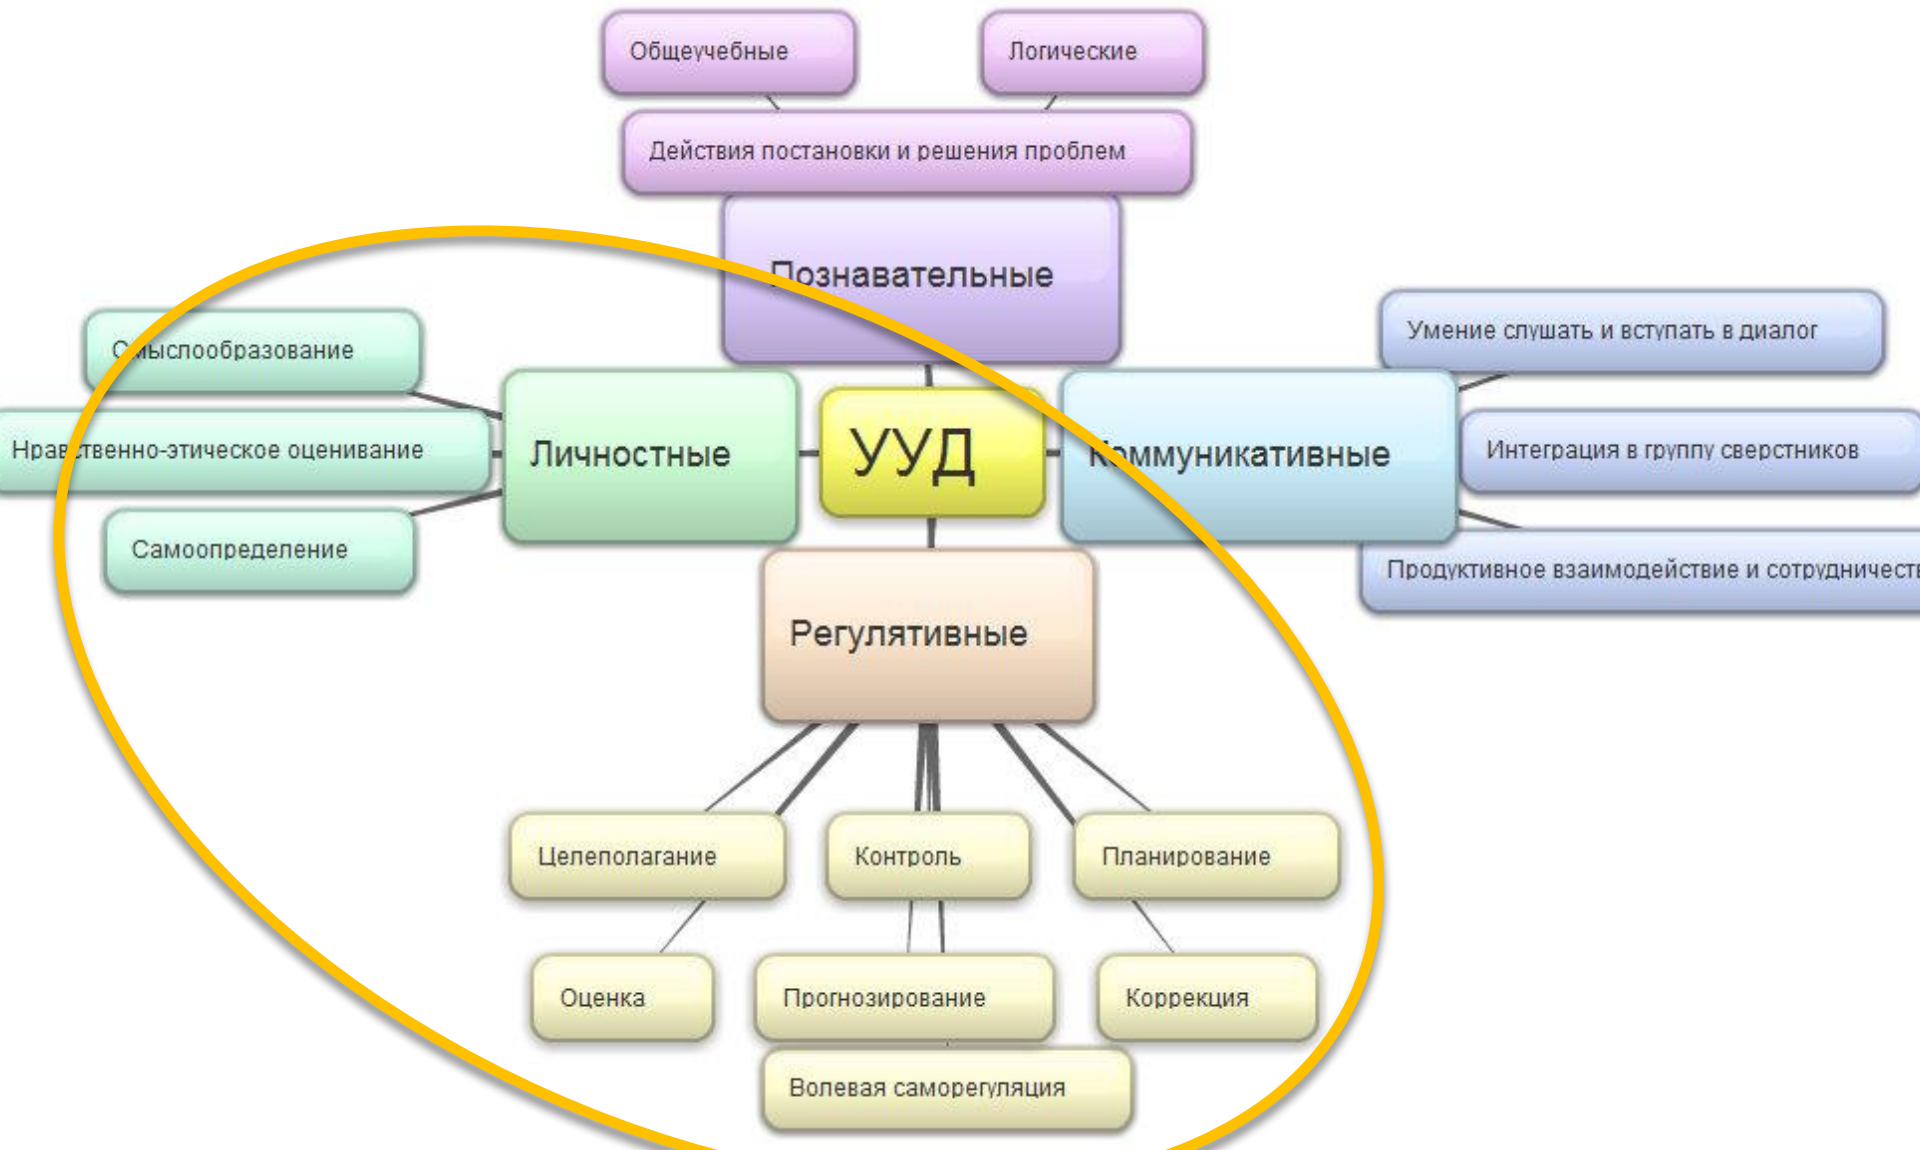 Общеучебные
Логические
Действия постановки и решения проблем
Познавательные
Смыслообразование
Умение слушать и вступать в диалог
Нравственно-этическое оценивание
Личностные
УУД
Коммуникативные
Интеграция в группу сверстников
Самоопределение
Продуктивное взаимодействие и
Регулятивные
Целеполагание
Контроль
Планирование
Оценка
Прогнозирование
Коррекция
Волевая саморегуляция